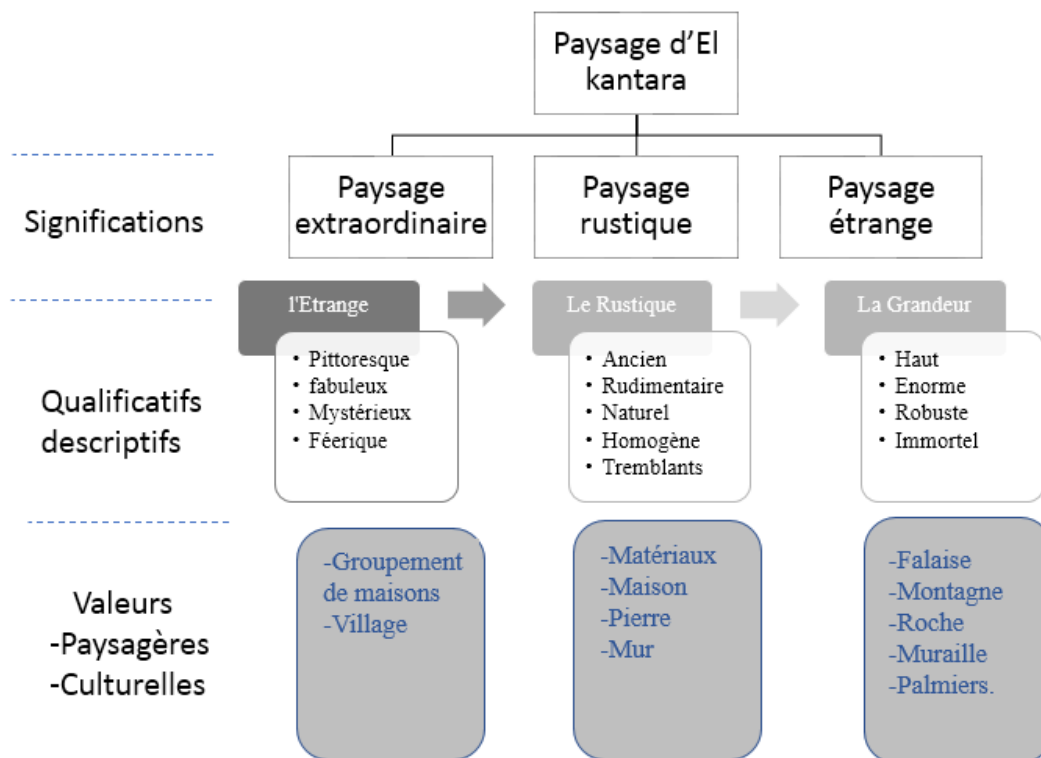 Paysage d'El
kantara
Significations
Paysage
extraordinaire
Paysage
rustique
Paysage
étrange
Qualificatifs
descriptifs
l'Etrange
• Pittoresque
• fabuleux
• Mystérieux
• Féerique
Le Rustique
• Ancien
• Rudimentaire
• Naturel
• Homogène
• Tremblants
La Grandeur
• Haut
• Enorme
• Robuste
• Immortel
Valeurs
-Paysagères
-Culturelles
-Groupement
de maisons
-Village
-Matériaux
-Maison
-Pierre
-Mur
-Falaise
-Montagne
-Roche
-Muraille
-Palmiers.